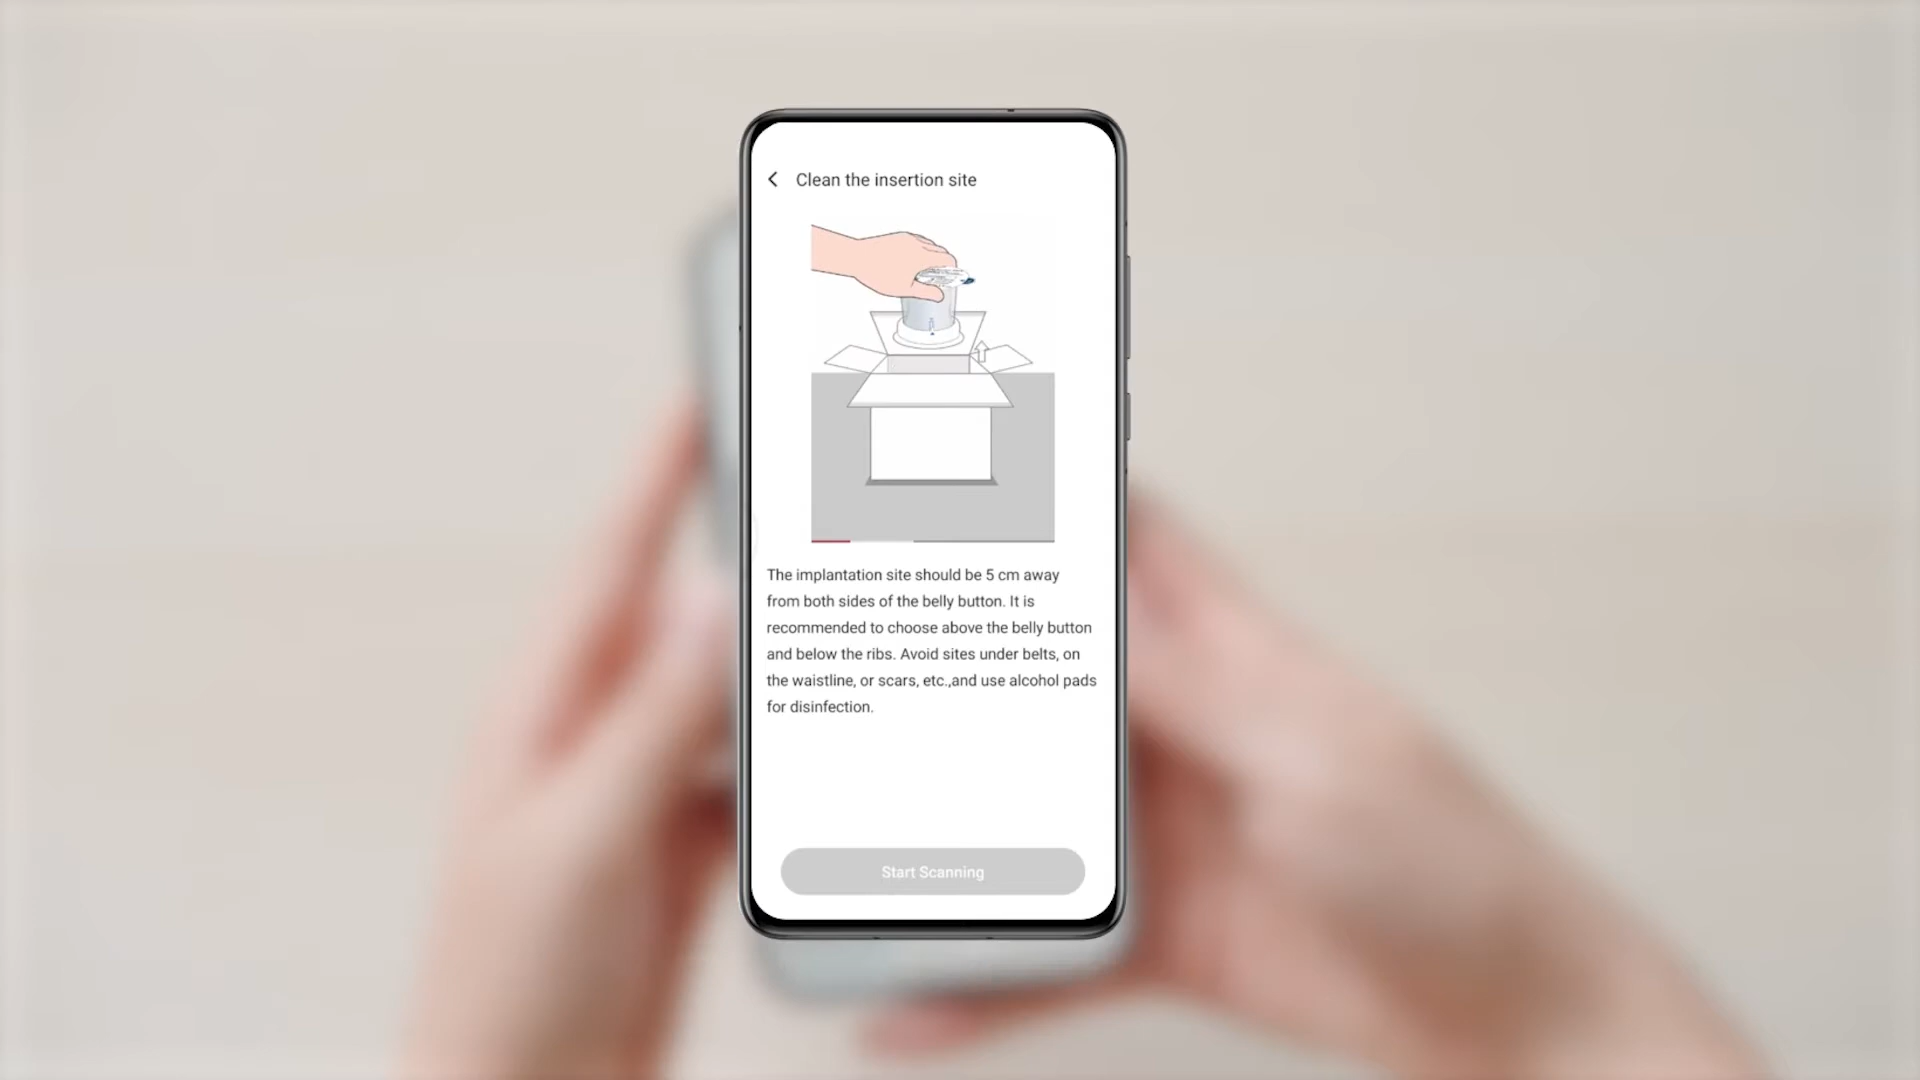 Clean the insertion site
The implantation site should be 5 cm away
from both sides of the belly button. It is
recommended to choose above the belly button
and below the ribs. Avoid sites under belts, on
the waistline, or scars, etc.,and use alcohol pads
for disinfection.
Start Scanning